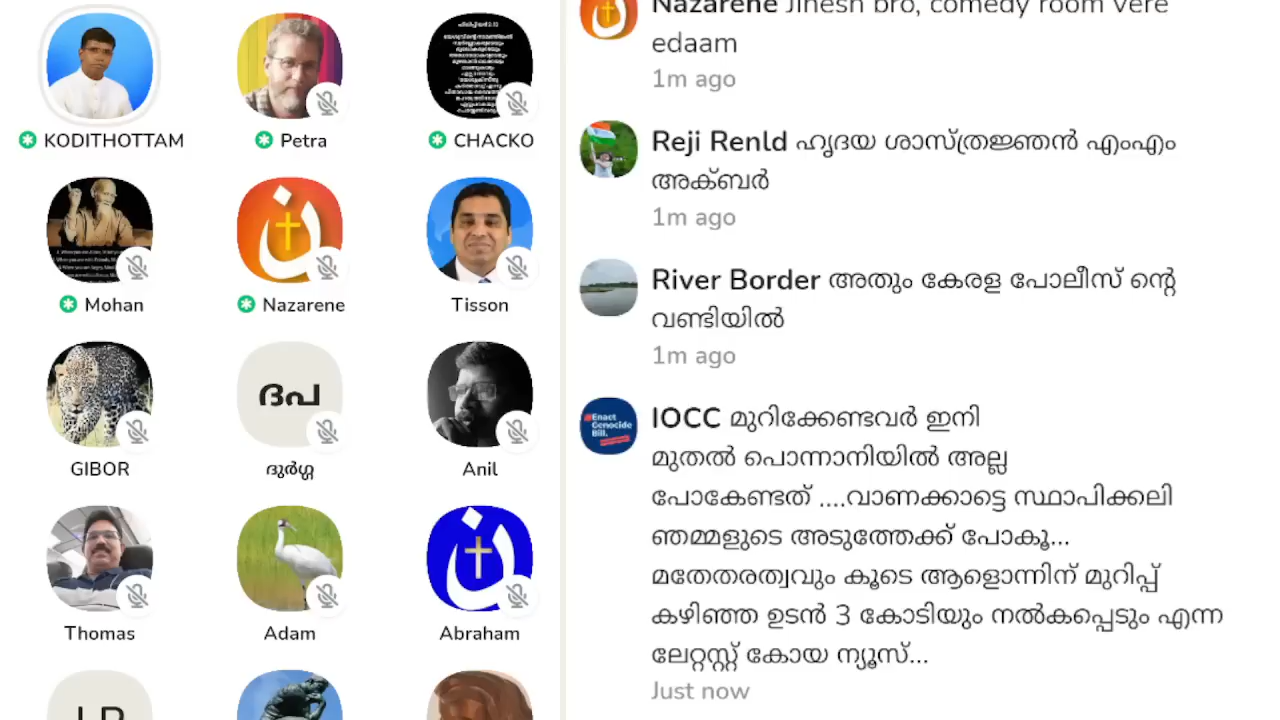 KODITHOTTAM
Petra
CHACKO
Mohan
Nazarene
Tisson
GIBOR
ദപ
ദുർഗ്ഗ
Anil
Thomas
Adam
Abraham
Nazarene Jinesh bro, comedy room vere
edaam
1m ago
Reji Renld ഹൃദയ ശാസ്ത്രജ്ഞൻ എംഎം
അക്ബർ
1m ago
River Border അതും കേരള പോലീസ് ന്റെ
വണ്ടിയിൽ
1m ago
Enact
Genocide
Bill.
IOCC മുറിക്കേണ്ടവർ ഇനി
മുതൽ പൊന്നാനിയിൽ അല്ല
പോകേണ്ടത് ....വാണക്കാട്ടെ സ്ഥാപിക്കലി
ഞമ്മളുടെ അടുത്തേക്ക് പോകൂ...
മതേതരത്വവും കൂടെ ആളൊന്നിന് മുറിപ്പ്
കഴിഞ്ഞ ഉടൻ 3 കോടിയും നൽകപ്പെടും എന്ന
ലേറ്റസ്റ്റ് കോയ ന്യൂസ്...
Just now